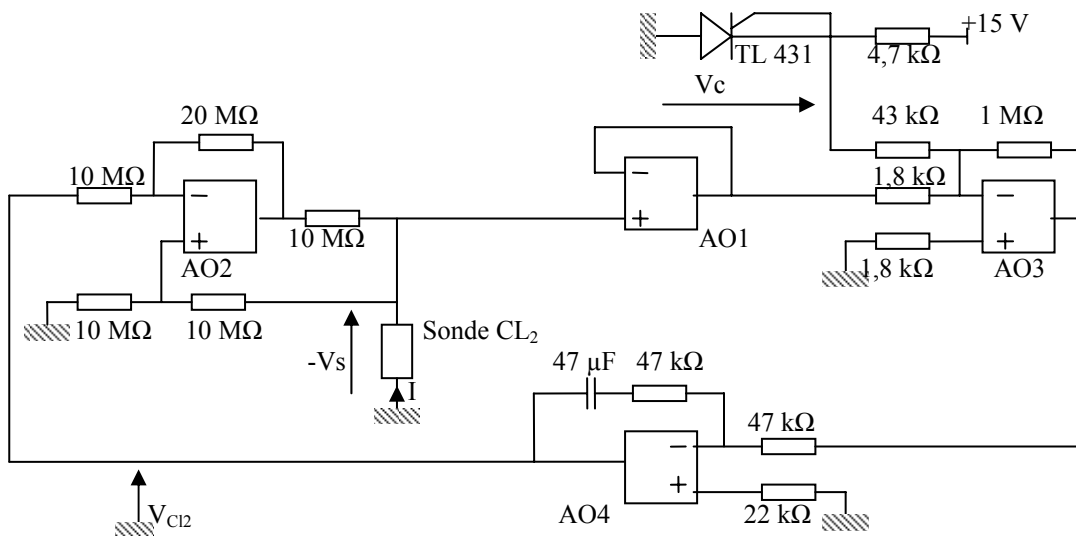 +15 V
TL 431
4,7 kΩ
Vc
20 MΩ
43 kΩ
1 MΩ
10 MΩ
−
1,8 kΩ
−
−
+
10 MΩ
+
AO1
+
AO2
1,8 kΩ
AO3
10 MΩ
10 MΩ
Sonde CL₂
-Vs
47 µF
47 kΩ
I
47 kΩ
−
+
AO4
22 kΩ
V_Cl2